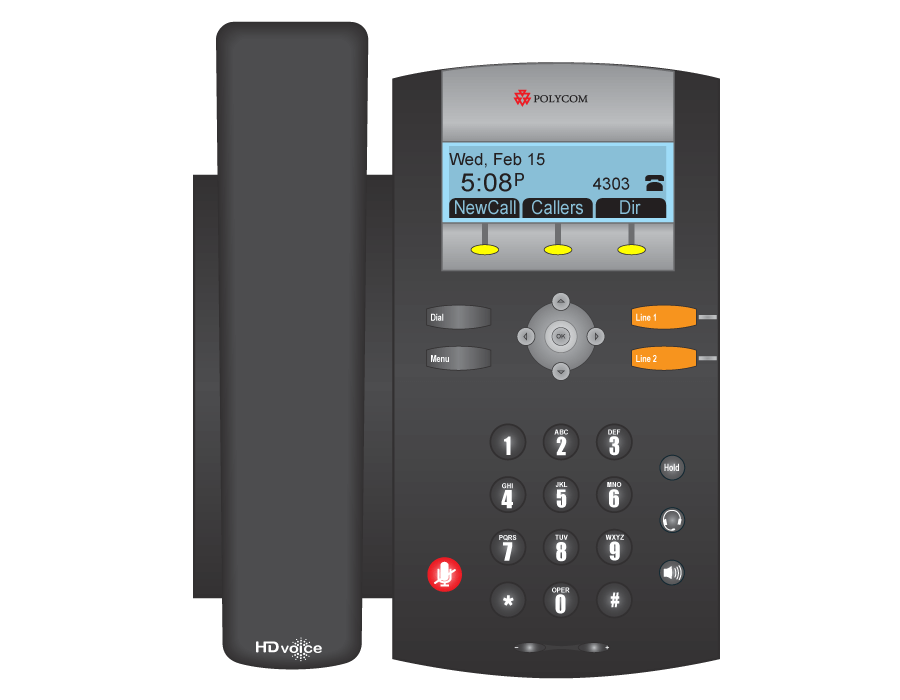 POLYCOM
Wed, Feb 15
5:08P
4303
NewCall Callers Dir
Dial
Line 1
OK
Menu
Line 2
1
ABC
2
DEF
3
Hold
GHI
4
JKL
5
MNO
6
PQRS
7
TUV
8
WXYZ
9
*
OPER
0
#
HDvoice
- +